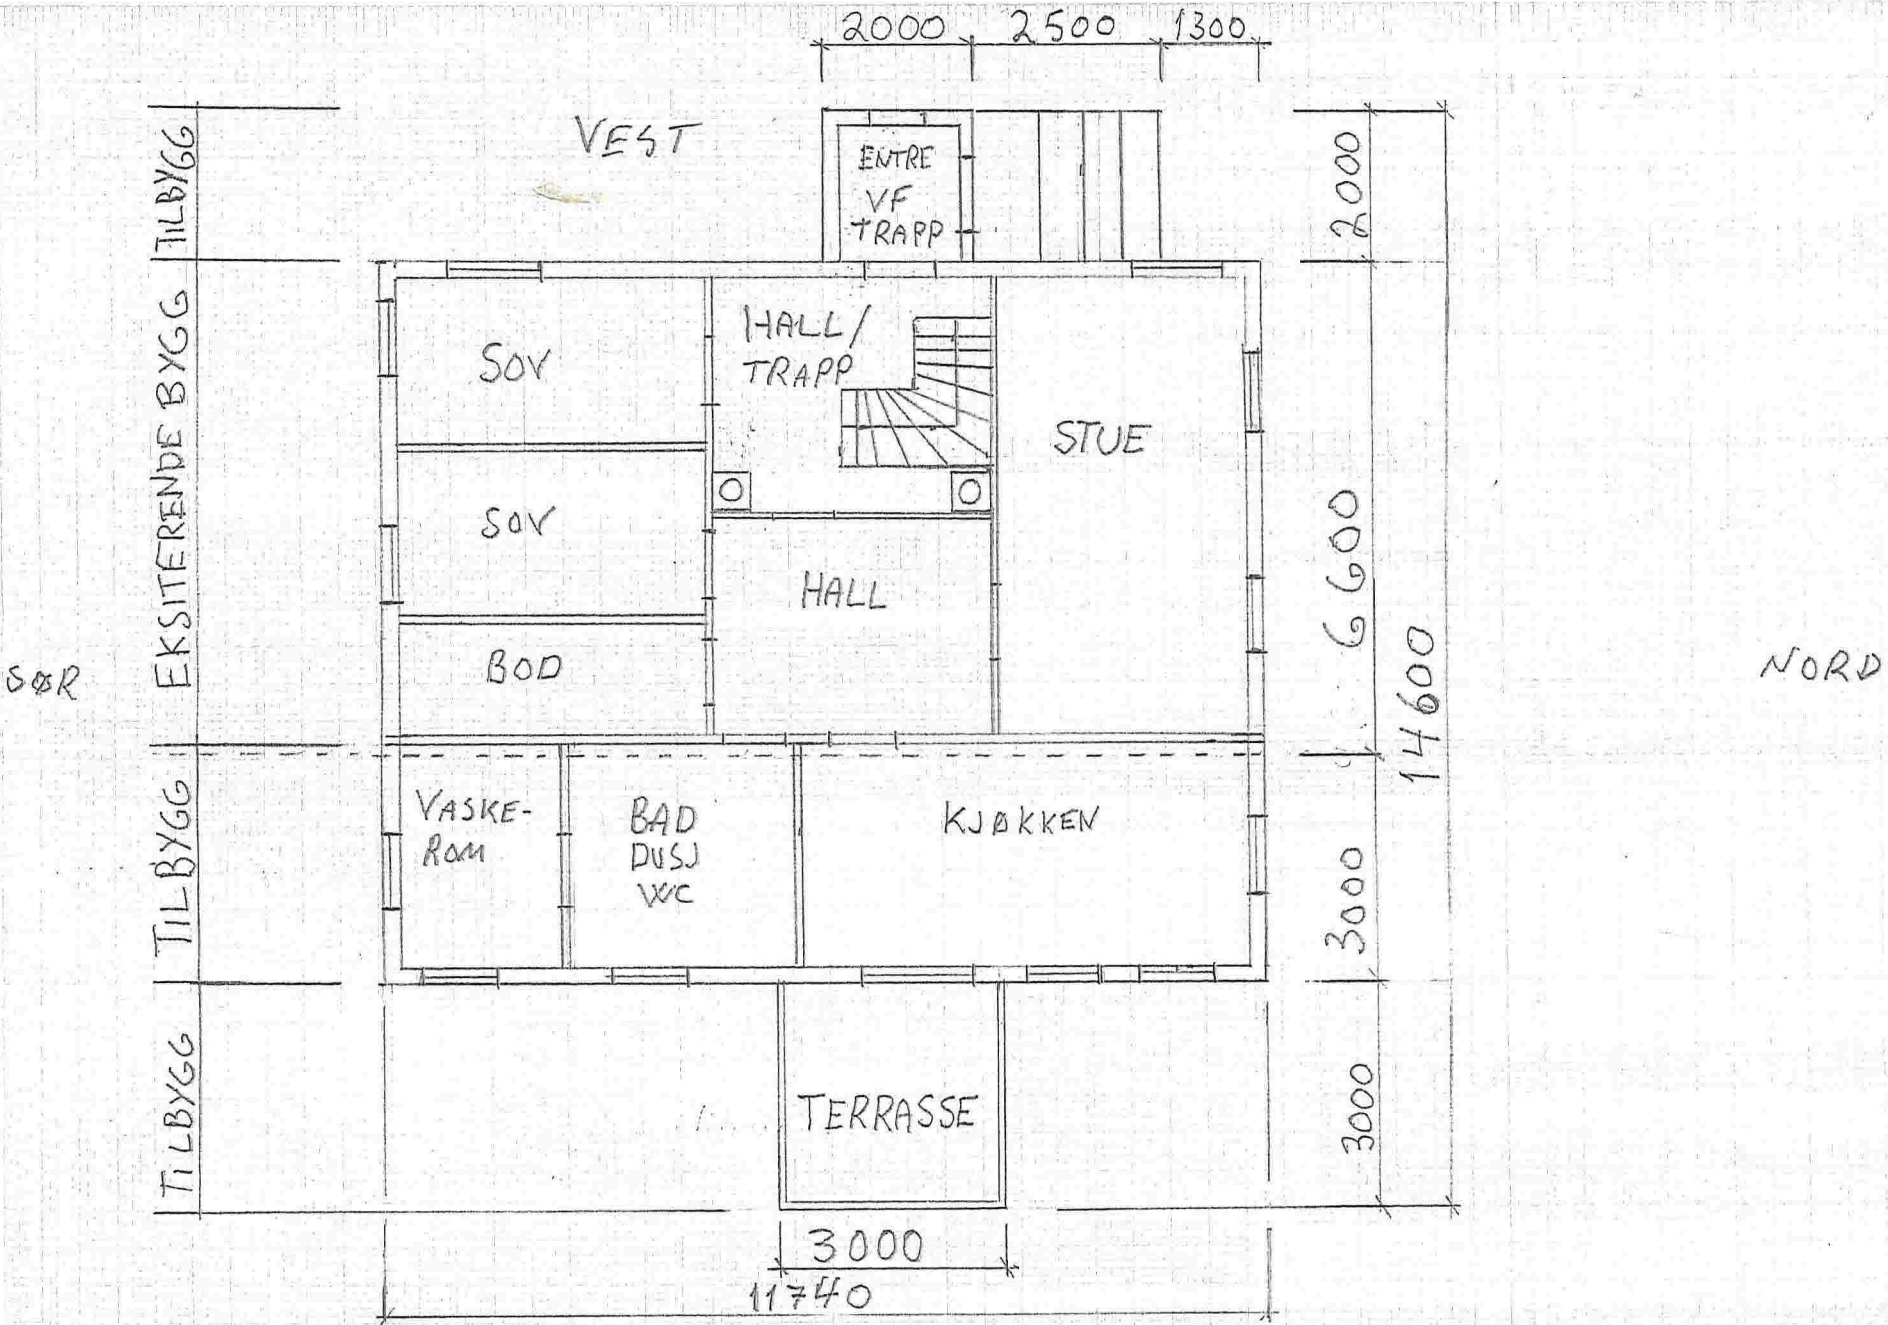 2000 2500 1300
VEST
TILBYGG
ENTRE
VF
TRAPP
2000
EKSITERENDE BYGG
SOV
HALL/
TRAPP
STUE
SOV
HALL
6600
BOD
SØR
NORD
14600
TILBYGG
VASKE-
ROM
BAD
DUSJ
WC
KJØKKEN
3000
TILBYGG
TERRASSE
3000
3000
11740